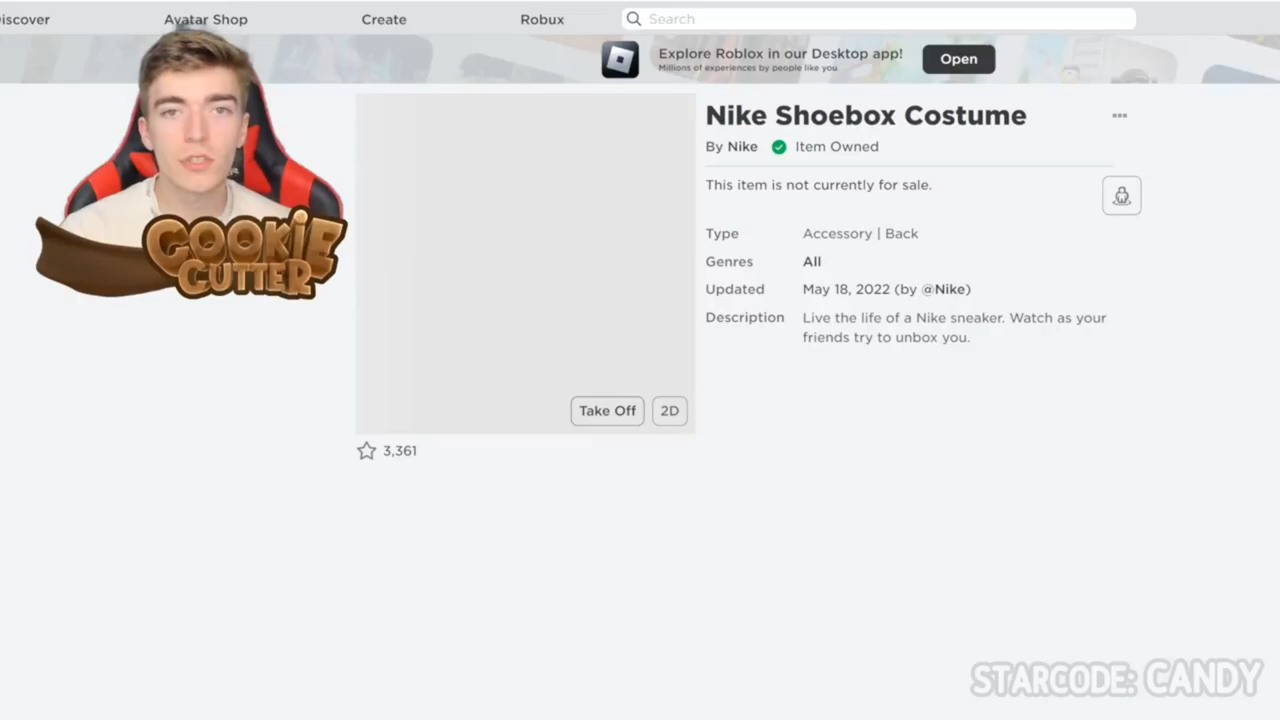 Discover Avatar Shop Create Robux Search
Explore Roblox in our Desktop app! Open
Millions of experiences by people like you
COOKIE
CUTTER
Nike Shoebox Costume
By Nike Item Owned
This item is not currently for sale.
Type Accessory | Back
Genres All
Updated May 18, 2022 (by @Nike)
Description Live the life of a Nike sneaker. Watch as your
friends try to unbox you.
Take Off 2D
3,361
STARCODE: CANDY